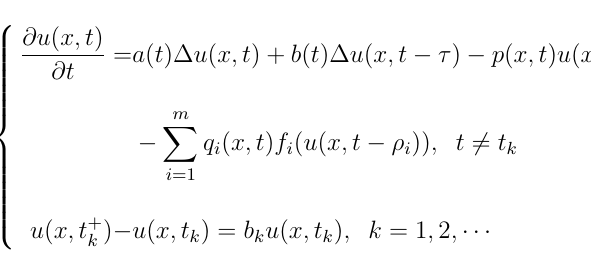 ∂u(x, t)/∂t = a(t)Δu(x, t) + b(t)Δu(x, t − τ) − p(x, t)u(x
− ∑_{i=1}^{m} q_i(x, t)f_i(u(x, t − ρ_i)), t ≠ t_k
u(x, t_k^+) − u(x, t_k) = b_k u(x, t_k), k = 1, 2, ⋯